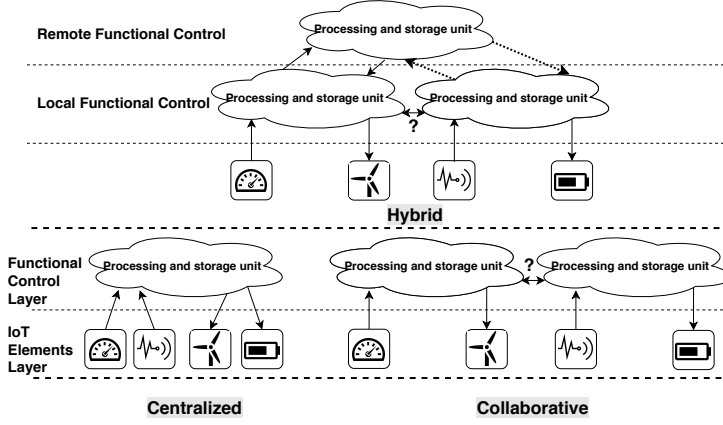 Remote Functional Control
Processing and storage unit
Local Functional Control
Processing and storage unit
Processing and storage unit
?
Hybrid
Functional
Control
Layer
Processing and storage unit
Processing and storage unit
?
Processing and storage unit
IoT
Elements
Layer
Centralized
Collaborative